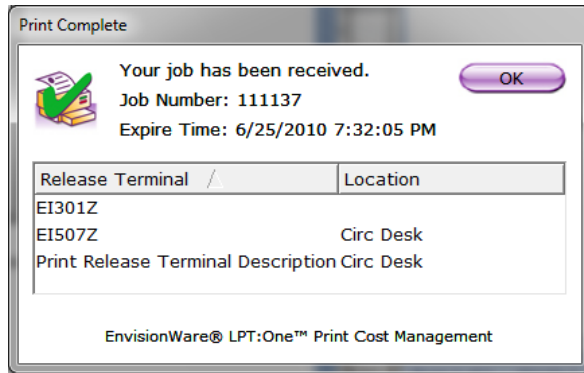 Print Complete
Your job has been received.
OK
Job Number: 111137
Expire Time: 6/25/2010 7:32:05 PM
Release Terminal Location
EI301Z
EI507Z Circ Desk
Print Release Terminal Description Circ Desk
EnvisionWare® LPT:One™ Print Cost Management